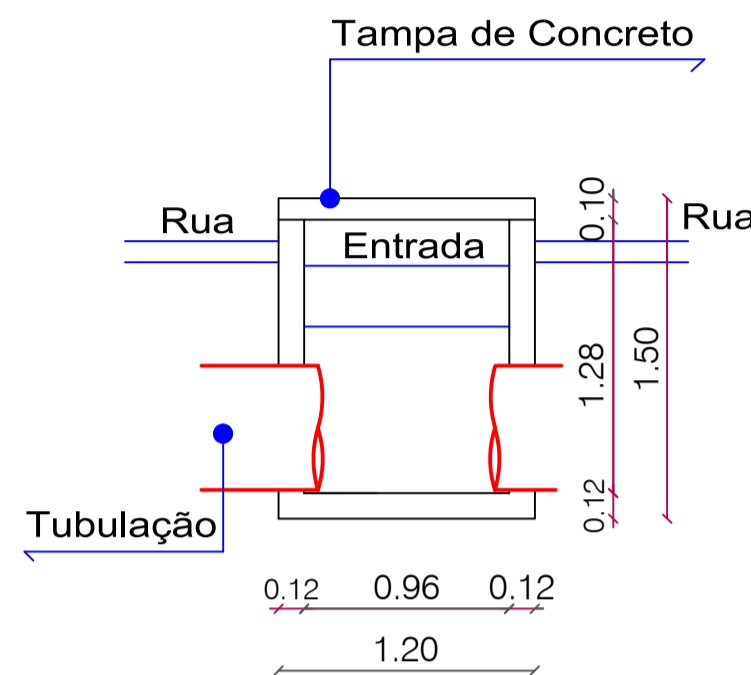 Tampa de Concreto
Rua
Entrada
Rua
0.10
1.28
1.50
0.12
Tubulação
0.12 0.96 0.12
1.20